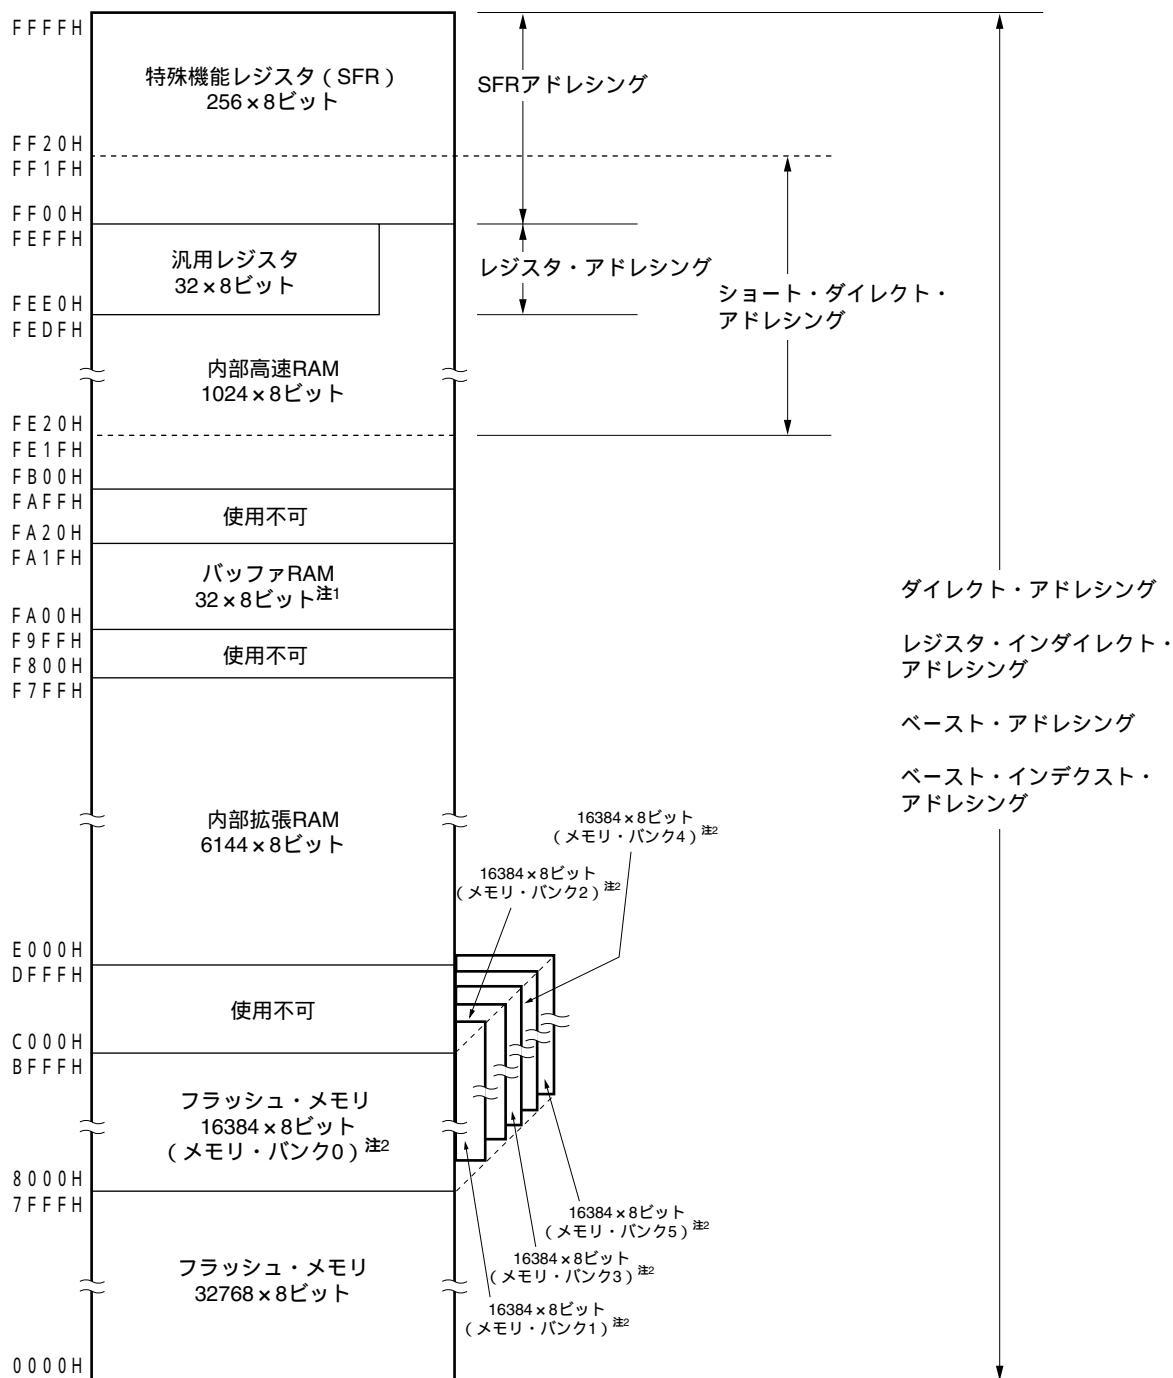 FFFFH
特殊機能レジスタ（SFR）
256×8ビット
SFRアドレシング
FF20H
FF1FH
FF00H
FEFFH
汎用レジスタ
32×8ビット
レジスタ・アドレシング
ショート・ダイレクト・
アドレシング
FEE0H
FEDFH
内部高速RAM
1024×8ビット
FE20H
FE1FH
FB00H
FAFFH
使用不可
FA20H
FA1FH
バッファRAM
32×8ビット注1
FA00H
F9FFH
使用不可
F800H
F7FFH
ダイレクト・アドレシング
レジスタ・インダイレクト・
アドレシング
ベースト・アドレシング
ベースト・インデクスト・
アドレシング
内部拡張RAM
6144×8ビット
16384×8ビット
（メモリ・バンク4）注2
16384×8ビット
（メモリ・バンク2）注2
E000H
DFFFH
使用不可
C000H
BFFFH
フラッシュ・メモリ
16384×8ビット
（メモリ・バンク0）注2
8000H
7FFFH
16384×8ビット
（メモリ・バンク5）注2
16384×8ビット
（メモリ・バンク3）注2
16384×8ビット
（メモリ・バンク1）注2
フラッシュ・メモリ
32768×8ビット
0000H